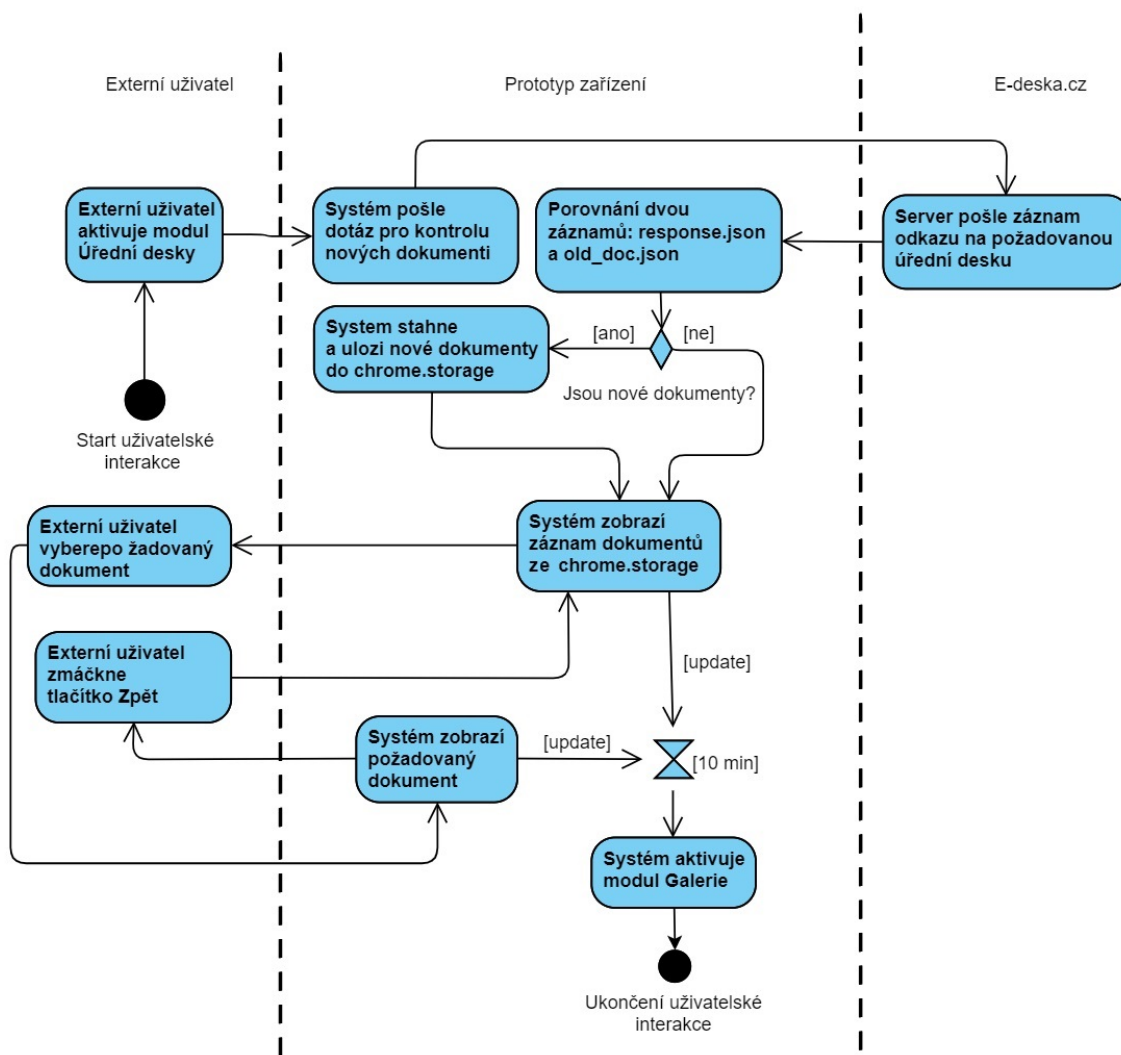 Externí uživatel
Prototyp zařízení
E-deska.cz
Externí uživatel
aktivuje modul
Úřední desky
Systém pošle
dotáz pro kontrolu
nových dokumenti
Porovnání dvou
záznamů: response.json
a old_doc.json
Server pošle záznam
odkazu na požadovanou
úřední desku
System stahne
a ulozi nové dokumenty
do chrome.storage
[ano]
[ne]
Jsou nové dokumenty?
Start uživatelské
interakce
Externí uživatel
vyberepo žadovaný
dokument
Systém zobrazí
záznam dokumentů
ze chrome.storage
Externí uživatel
zmáčkne
tlačítko Zpět
[update]
Systém zobrazí
požadovaný
dokument
[update]
[10 min]
Systém aktivuje
modul Galerie
Ukončení uživatelské
interakce